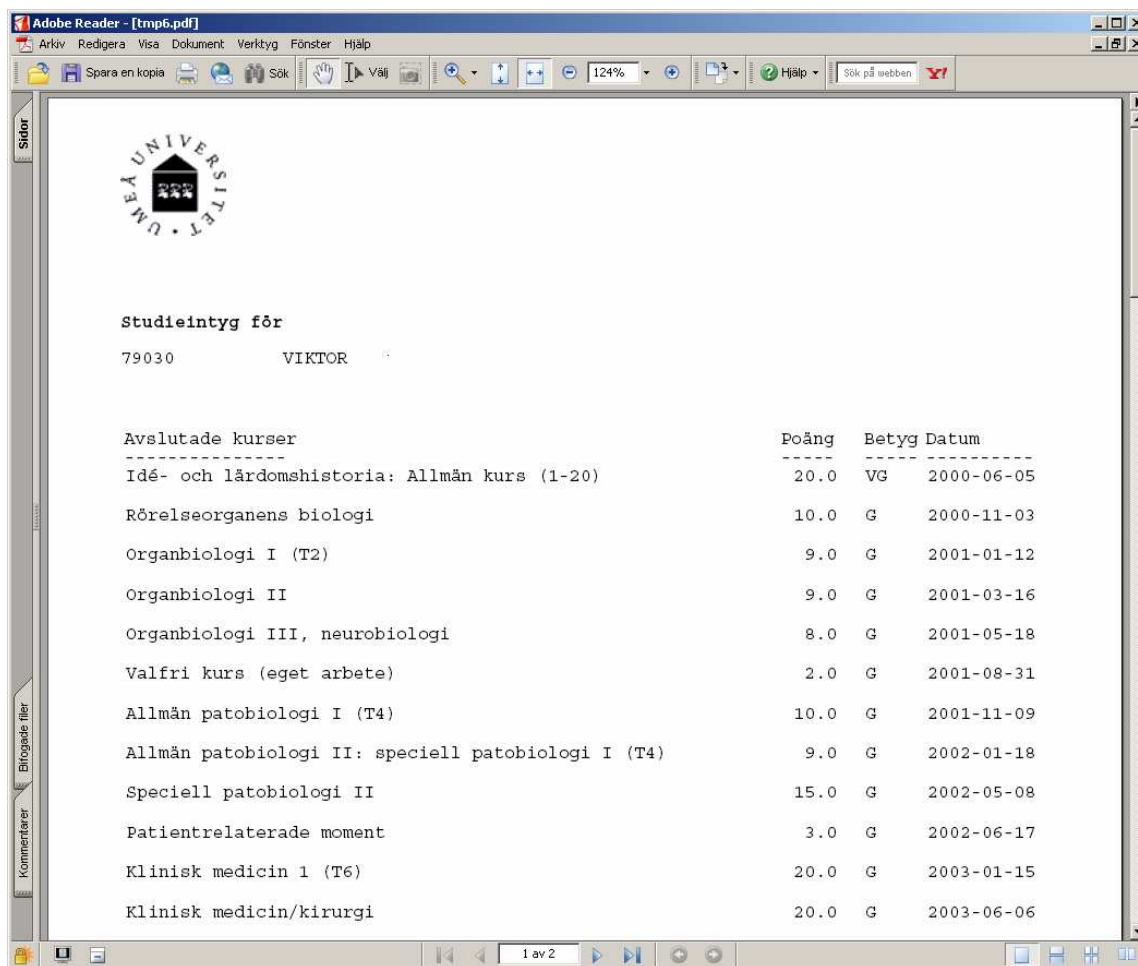 Adobe Reader - [tmp6.pdf]
Arkiv Redigera Visa Dokument Verktyg Fönster Hjälp
Spara en kopia Sök Välj 124% Hjälp Sök på webben Y!
Sidor
UMEÅ UNIVERSITET
Studieintyg för
79030 VIKTOR
Avslutade kurser Poäng Betyg Datum
--------------- ----- ----- ----------
Idé- och lärdomshistoria: Allmän kurs (1-20) 20.0 VG 2000-06-05
Rörelseorganens biologi 10.0 G 2000-11-03
Organbiologi I (T2) 9.0 G 2001-01-12
Organbiologi II 9.0 G 2001-03-16
Organbiologi III, neurobiologi 8.0 G 2001-05-18
Valfri kurs (eget arbete) 2.0 G 2001-08-31
Allmän patobiologi I (T4) 10.0 G 2001-11-09
Allmän patobiologi II: speciell patobiologi I (T4) 9.0 G 2002-01-18
Speciell patobiologi II 15.0 G 2002-05-08
Patientrelaterade moment 3.0 G 2002-06-17
Klinisk medicin 1 (T6) 20.0 G 2003-01-15
Klinisk medicin/kirurgi 20.0 G 2003-06-06
Bifogade filer
Kommentarer
1 av 2